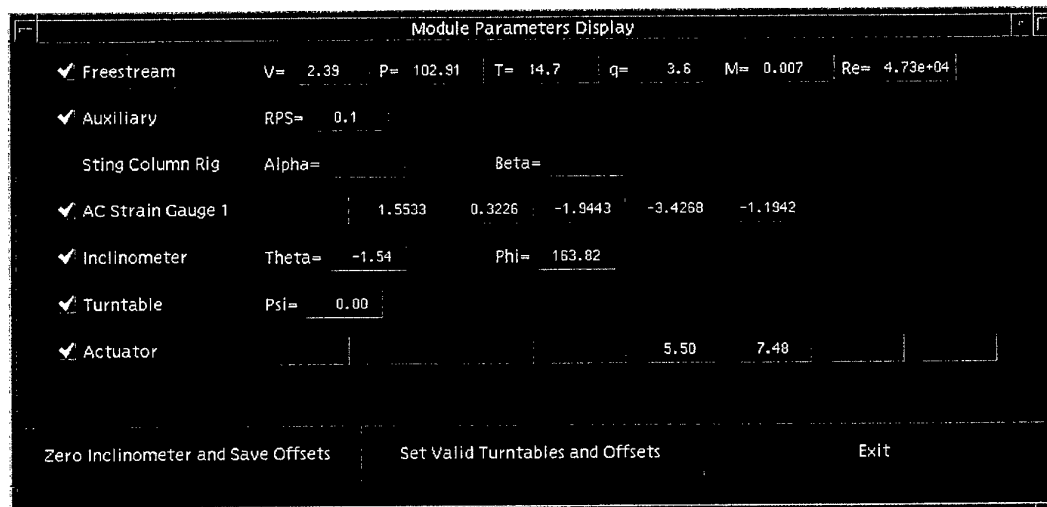 Module Parameters Display
Freestream V= 2.39 P= 102.91 T= 14.7 q= 3.6 M= 0.007 Re= 4.73e+04
Auxiliary RPS= 0.1
Sting Column Rig Alpha= Beta=
AC Strain Gauge 1 1.5533 0.3226 -1.9443 -3.4268 -1.1942
Inclinometer Theta= -1.54 Phi= 163.82
Turntable Psi= 0.00
Actuator 5.50 7.48
Zero Inclinometer and Save Offsets Set Valid Turntables and Offsets Exit